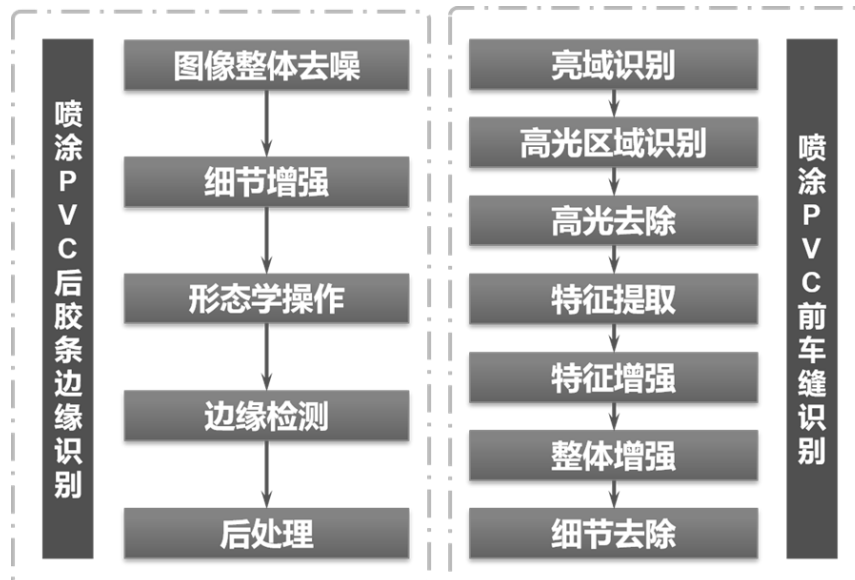 喷涂PVC后胶条边缘识别
图像整体去噪
细节增强
形态学操作
边缘检测
后处理
亮域识别
高光区域识别
高光去除
特征提取
特征增强
整体增强
细节去除
喷涂PVC前车缝识别